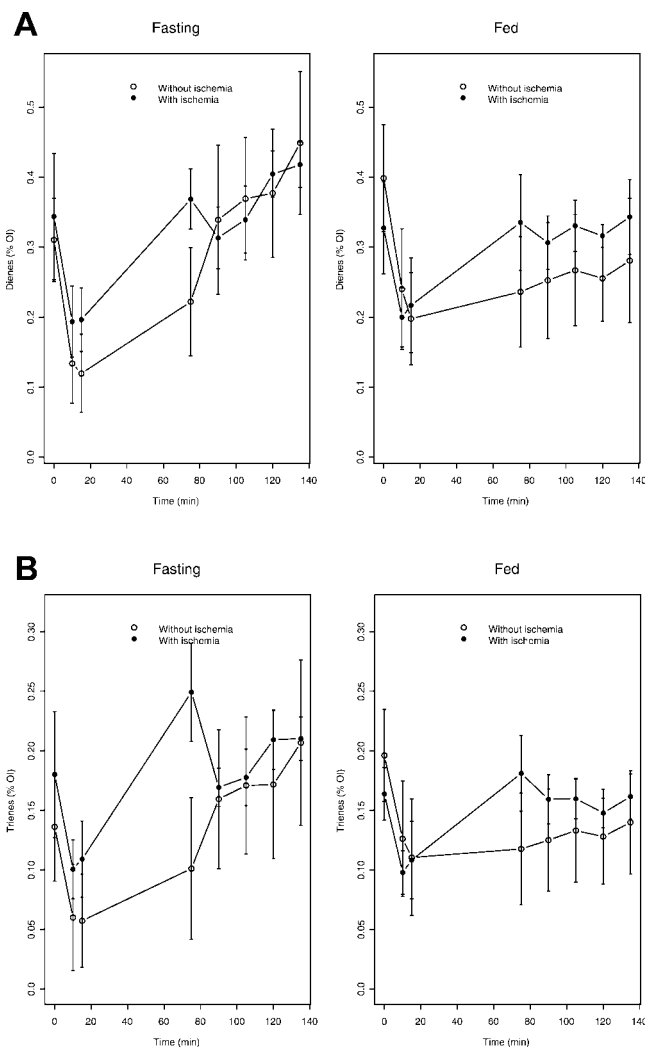 A
Fasting
Fed
Without ischemia
With ischemia
Without ischemia
With ischemia
Dienes (% OI)
0.5
0.4
0.3
0.2
0.1
0.0
0 20 40 60 80 100 120 140
Time (min)
Dienes (% OI)
0.5
0.4
0.3
0.2
0.1
0.0
0 20 40 60 80 100 120 140
Time (min)
B
Fasting
Fed
Without ischemia
With ischemia
Without ischemia
With ischemia
Trienes (% OI)
0.30
0.25
0.20
0.15
0.10
0.05
0.0
0 20 40 60 80 100 120 140
Time (min)
Trienes (% OI)
0.30
0.25
0.20
0.15
0.10
0.05
0.0
0 20 40 60 80 100 120 140
Time (min)